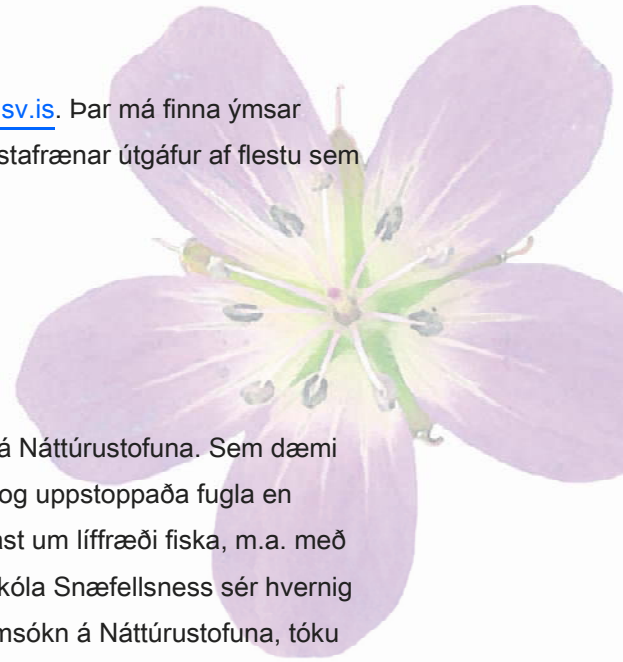 sv.is. Þar má finna ýmsar
stafrænar útgáfur af flestu sem
á Náttúrustofuna. Sem dæmi
og uppstoppaða fugla en
ast um líffræði fiska, m.a. með
kóla Snæfellsness sér hvernig
msókn á Náttúrustofuna, tóku